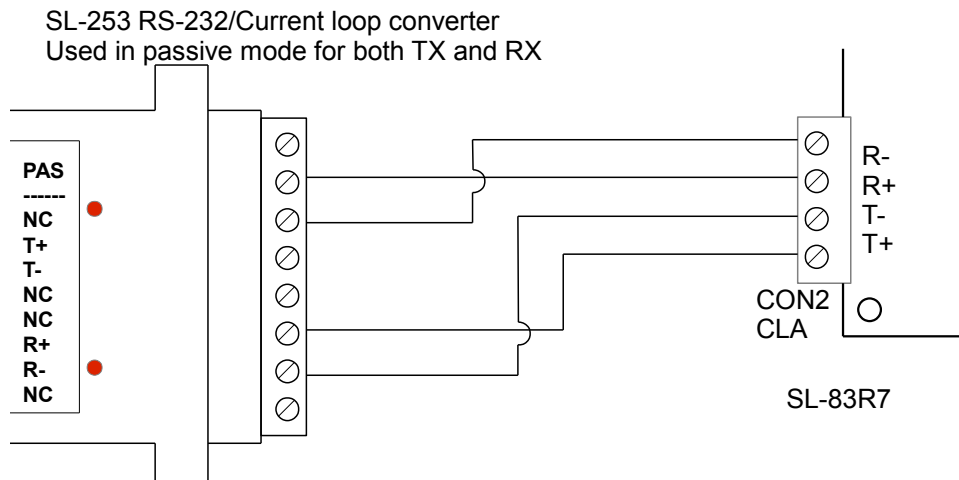 SL-253 RS-232/Current loop converter
Used in passive mode for both TX and RX
PAS
------
NC
T+
T-
NC
NC
R+
R-
NC
R-
R+
T-
T+
CON2
CLA
SL-83R7